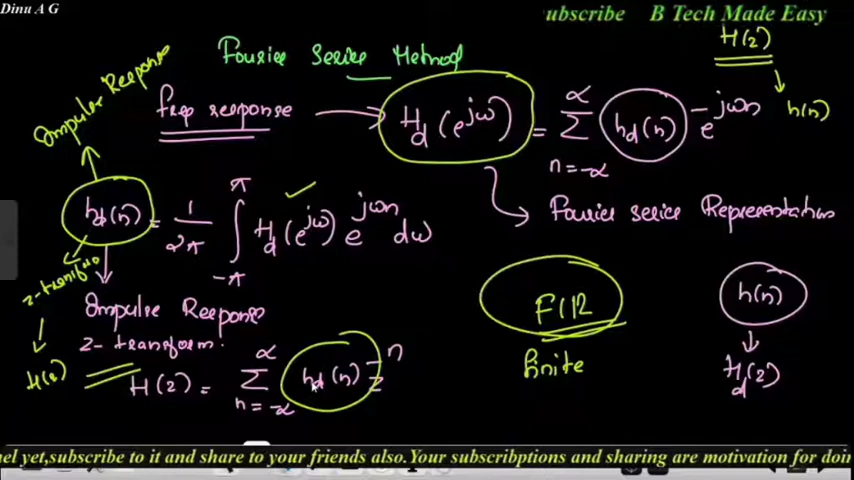 Dinu A G
ubscribe B Tech Made Easy
Fourier Series Method
H(z)
h(n)
Impulse Response
freq response → H_d(e^{jω}) = Σ_{n=-∞}^{∞} h_d(n) e^{-jωn}
Fourier series Representation
h_d(n) = 1/2π ∫_{-π}^{π} H_d(e^{jω}) e^{jωn} dω
z-transform
H(z)
Impulse Response
z-transform.
H(z) = Σ_{n=-∞}^{∞} h_d(n) z^{-n}
FIR
finite
h(n)
H_d(z)
nel yet,subscribe to it and share to your friends also.Your subscribptions and sharing are motivation for doin